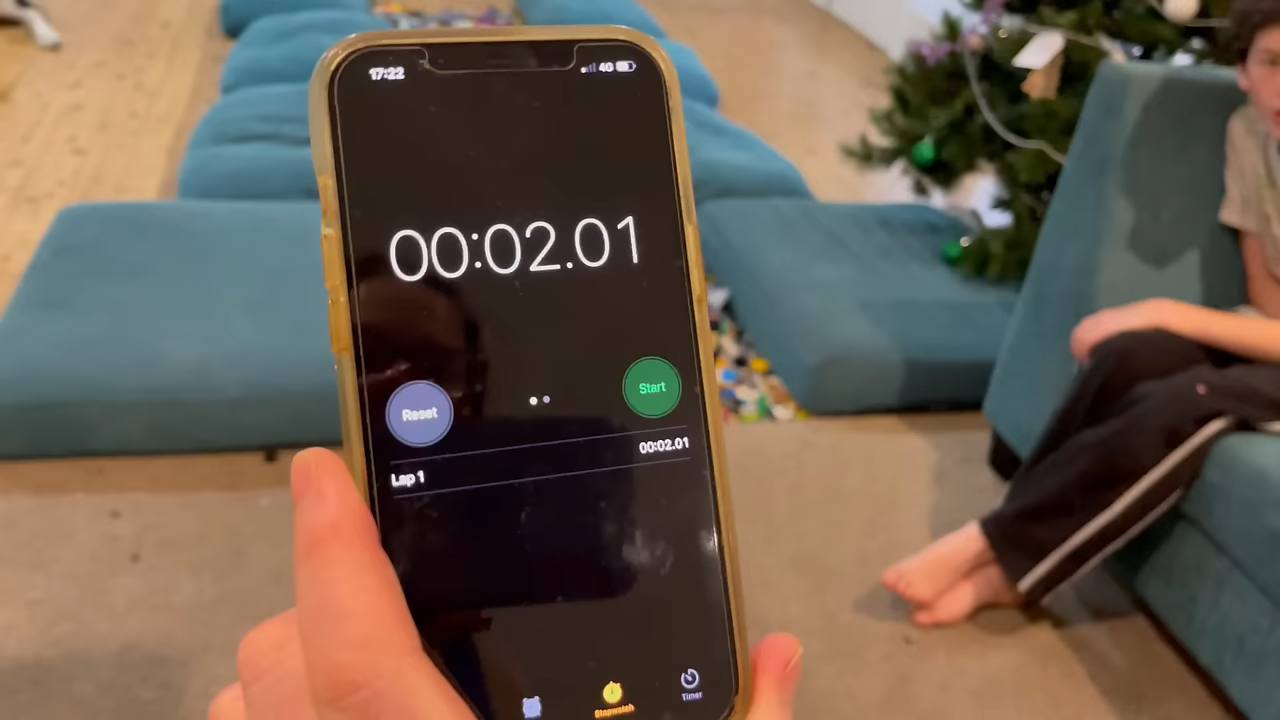 17:22 4G
00:02.01
Reset Start
Lap 1 00:02.01
Stopwatch Timer